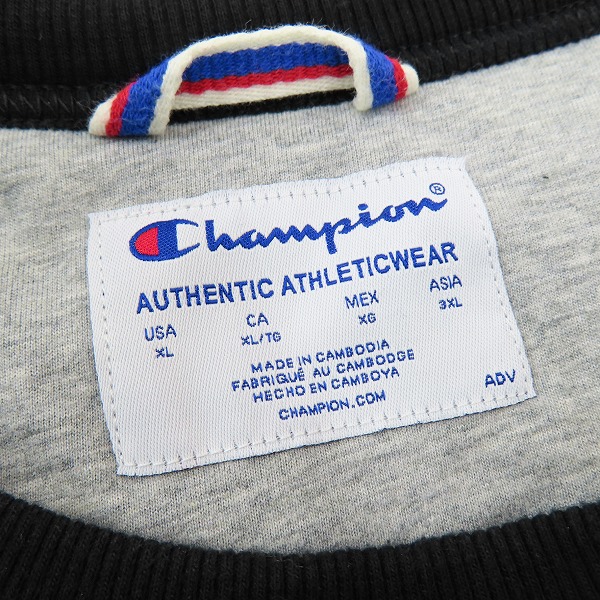 Champion®
AUTHENTIC ATHLETICWEAR
USA CA MEX ASIA
XL XL/TG XG 3XL
MADE IN CAMBODIA
FABRIQUÉ AU CAMBODGE
HECHO EN CAMBOYA
CHAMPION.COM
ADV